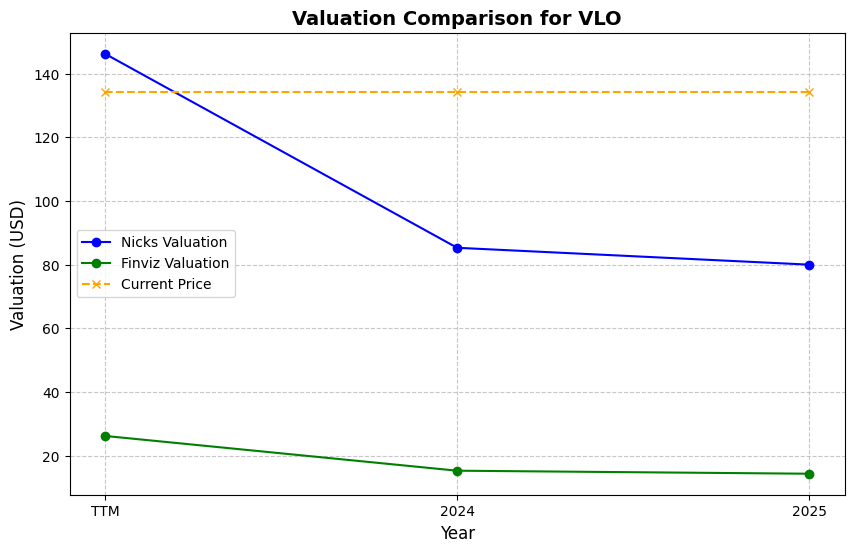 Valuation Comparison for VLO
Valuation (USD)
140
120
100
80
60
40
20
Nicks Valuation
Finviz Valuation
Current Price
TTM
2024
2025
Year